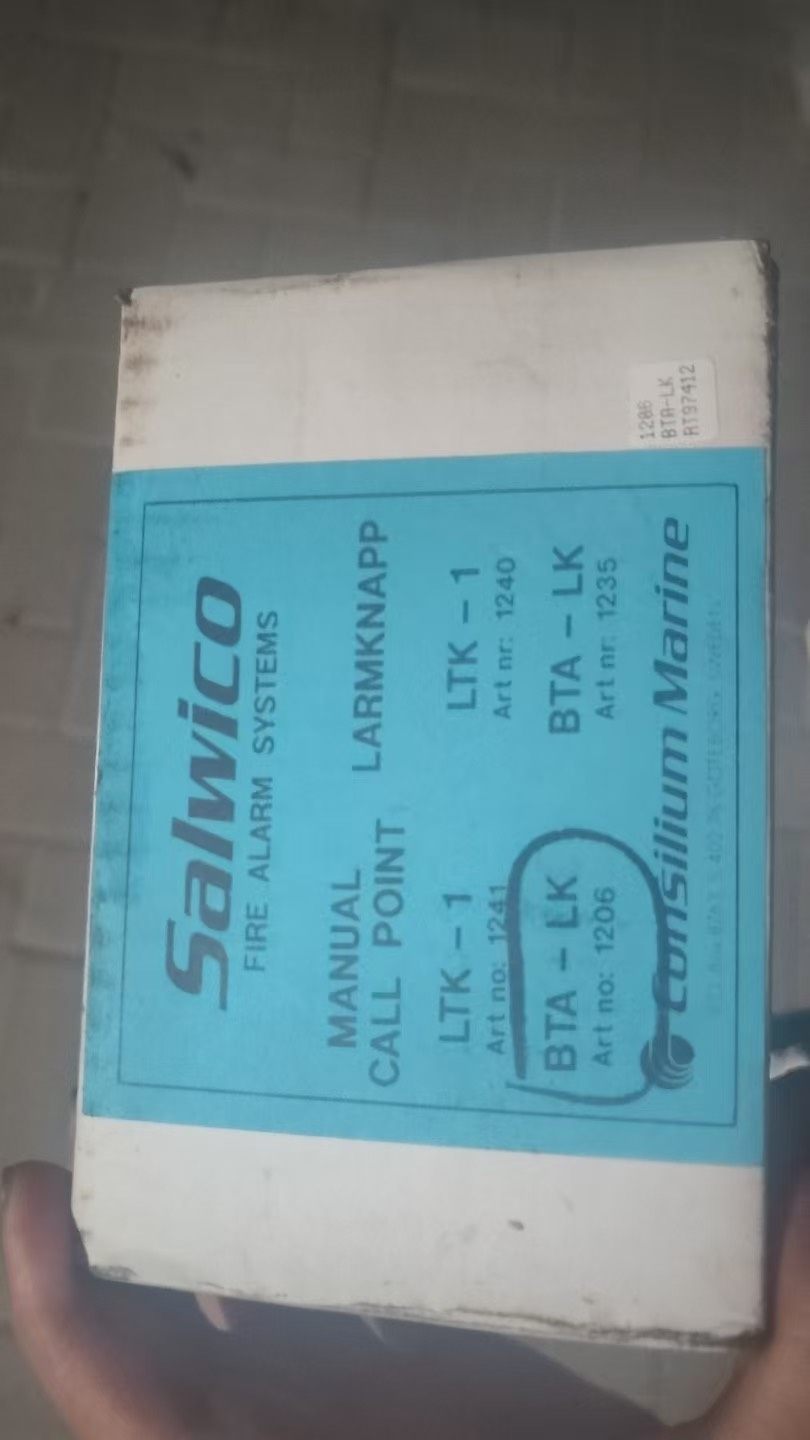 Salwico
FIRE ALARM SYSTEMS
MANUAL
CALL POINT
LARMKNAPP
LTK - 1
Art no: 1241
LTK - 1
Art nr: 1240
BTA - LK
Art no: 1206
BTA - LK
Art nr: 1235
Consilium Marine
1206
BTA-LK
AT97412